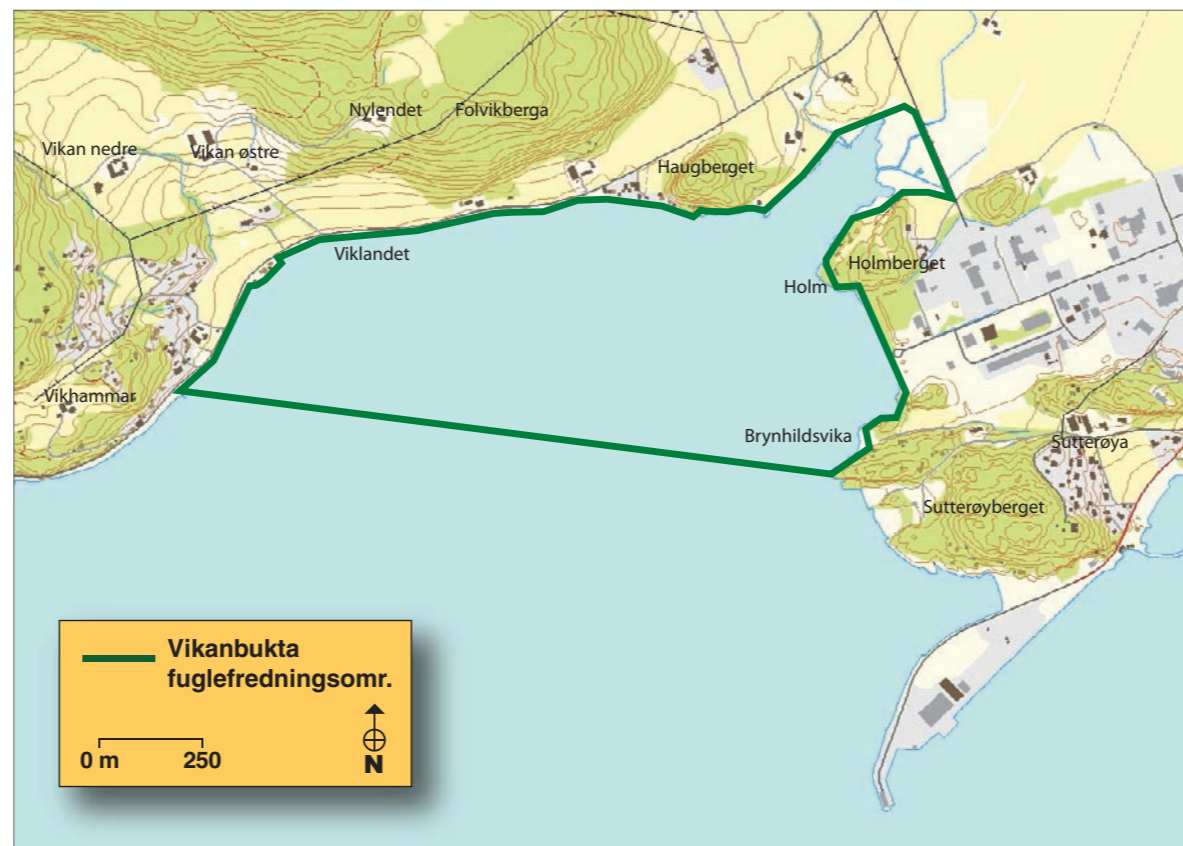 Nylendet
Folvikberga
Vikan nedre
Vikan østre
Haugberget
Viklandet
Holmberget
Holm
Vikhammar
Brynhildsvika
Sutterøya
Sutterøyberget
Vikanbukta
fuglefredningsomr.
0 m 250
N